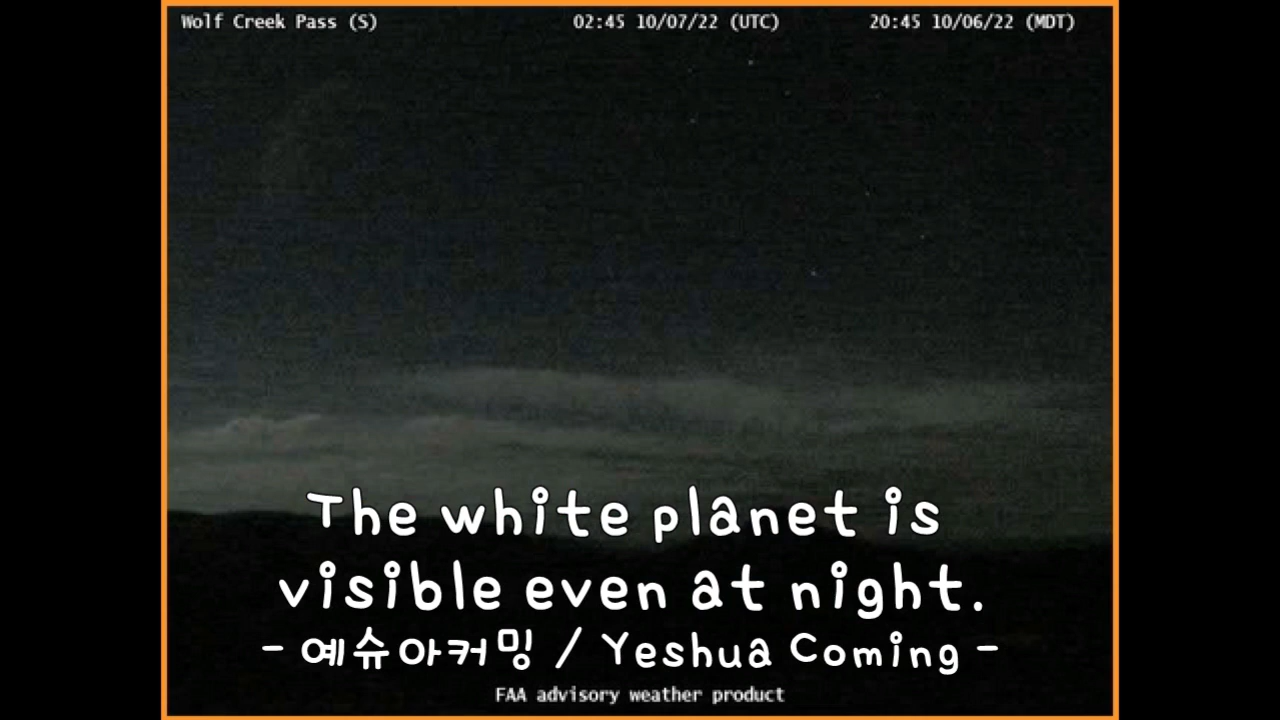 Wolf Creek Pass (S) 02:45 10/07/22 (UTC) 20:45 10/06/22 (MDT)
The white planet is
visible even at night.
- 예슈아커밍 / Yeshua Coming -
FAA advisory weather product